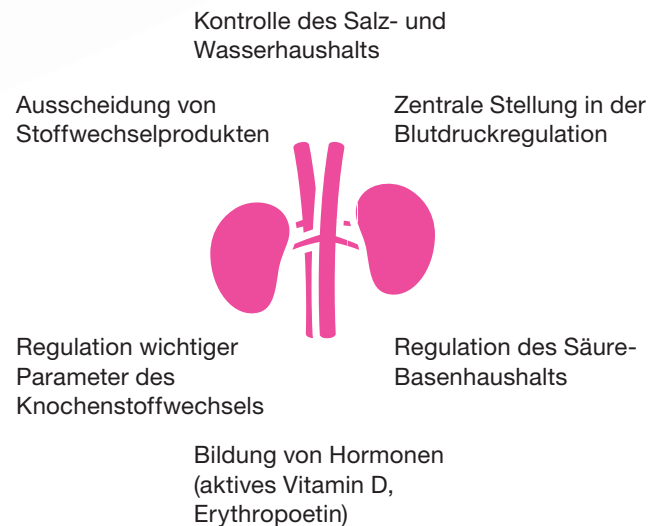 Kontrolle des Salz- und
Wasserhaushalts
Ausscheidung von
Stoffwechselprodukten
Zentrale Stellung in der
Blutdruckregulation
Regulation wichtiger
Parameter des
Knochenstoffwechsels
Regulation des Säure-
Basenhaushalts
Bildung von Hormonen
(aktives Vitamin D,
Erythropoetin)